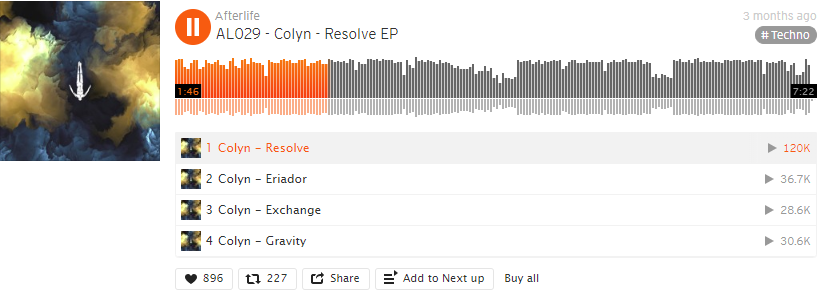 Afterlife
3 months ago
AL029 - Colyn - Resolve EP
# Techno
1:46
7:22
1 Colyn – Resolve 120K
2 Colyn – Eriador 36.7K
3 Colyn – Exchange 28.6K
4 Colyn – Gravity 30.6K
896 227 Share Add to Next up Buy all